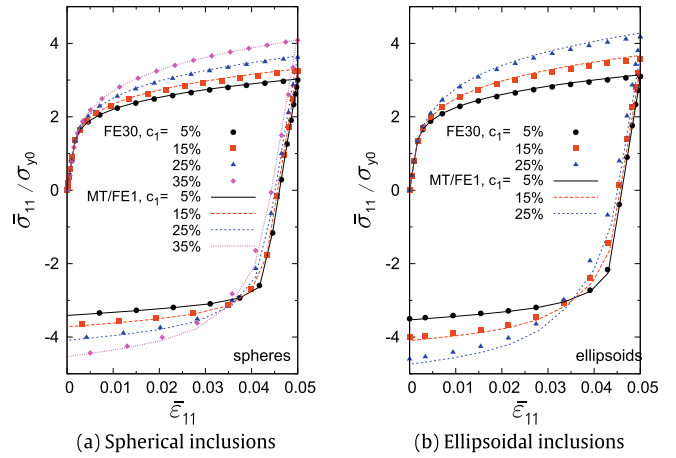 4
2
0
-2
-4
σ̄11 / σy0
FE30, c1= 5%
15%
25%
35%
MT/FE1, c1= 5%
15%
25%
35%
spheres
0 0.01 0.02 0.03 0.04 0.05
ε̄11
(a) Spherical inclusions
4
2
0
-2
-4
σ̄11 / σy0
FE30, c1= 5%
15%
25%
MT/FE1, c1= 5%
15%
25%
ellipsoids
0 0.01 0.02 0.03 0.04 0.05
ε̄11
(b) Ellipsoidal inclusions